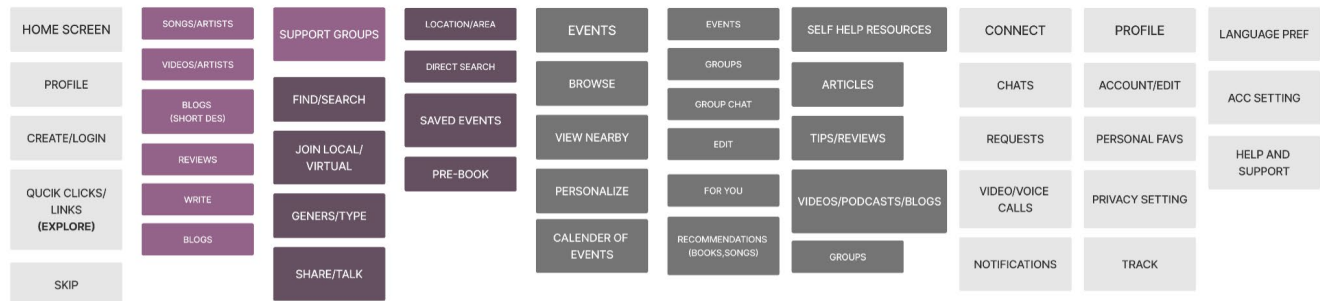 HOME SCREEN
PROFILE
CREATE/LOGIN
QUCIK CLICKS/
LINKS
(EXPLORE)
SKIP
SONGS/ARTISTS
VIDEOS/ARTISTS
BLOGS
(SHORT DES)
REVIEWS
WRITE
BLOGS
SUPPORT GROUPS
FIND/SEARCH
JOIN LOCAL/
VIRTUAL
GENERS/TYPE
SHARE/TALK
LOCATION/AREA
DIRECT SEARCH
SAVED EVENTS
PRE-BOOK
EVENTS
BROWSE
VIEW NEARBY
PERSONALIZE
CALENDER OF
EVENTS
EVENTS
GROUPS
GROUP CHAT
EDIT
FOR YOU
RECOMMENDATIONS
(BOOKS,SONGS)
SELF HELP RESOURCES
ARTICLES
TIPS/REVIEWS
VIDEOS/PODCASTS/BLOGS
GROUPS
CONNECT
CHATS
REQUESTS
VIDEO/VOICE
CALLS
NOTIFICATIONS
PROFILE
ACCOUNT/EDIT
PERSONAL FAVS
PRIVACY SETTING
TRACK
LANGUAGE PREF
ACC SETTING
HELP AND
SUPPORT